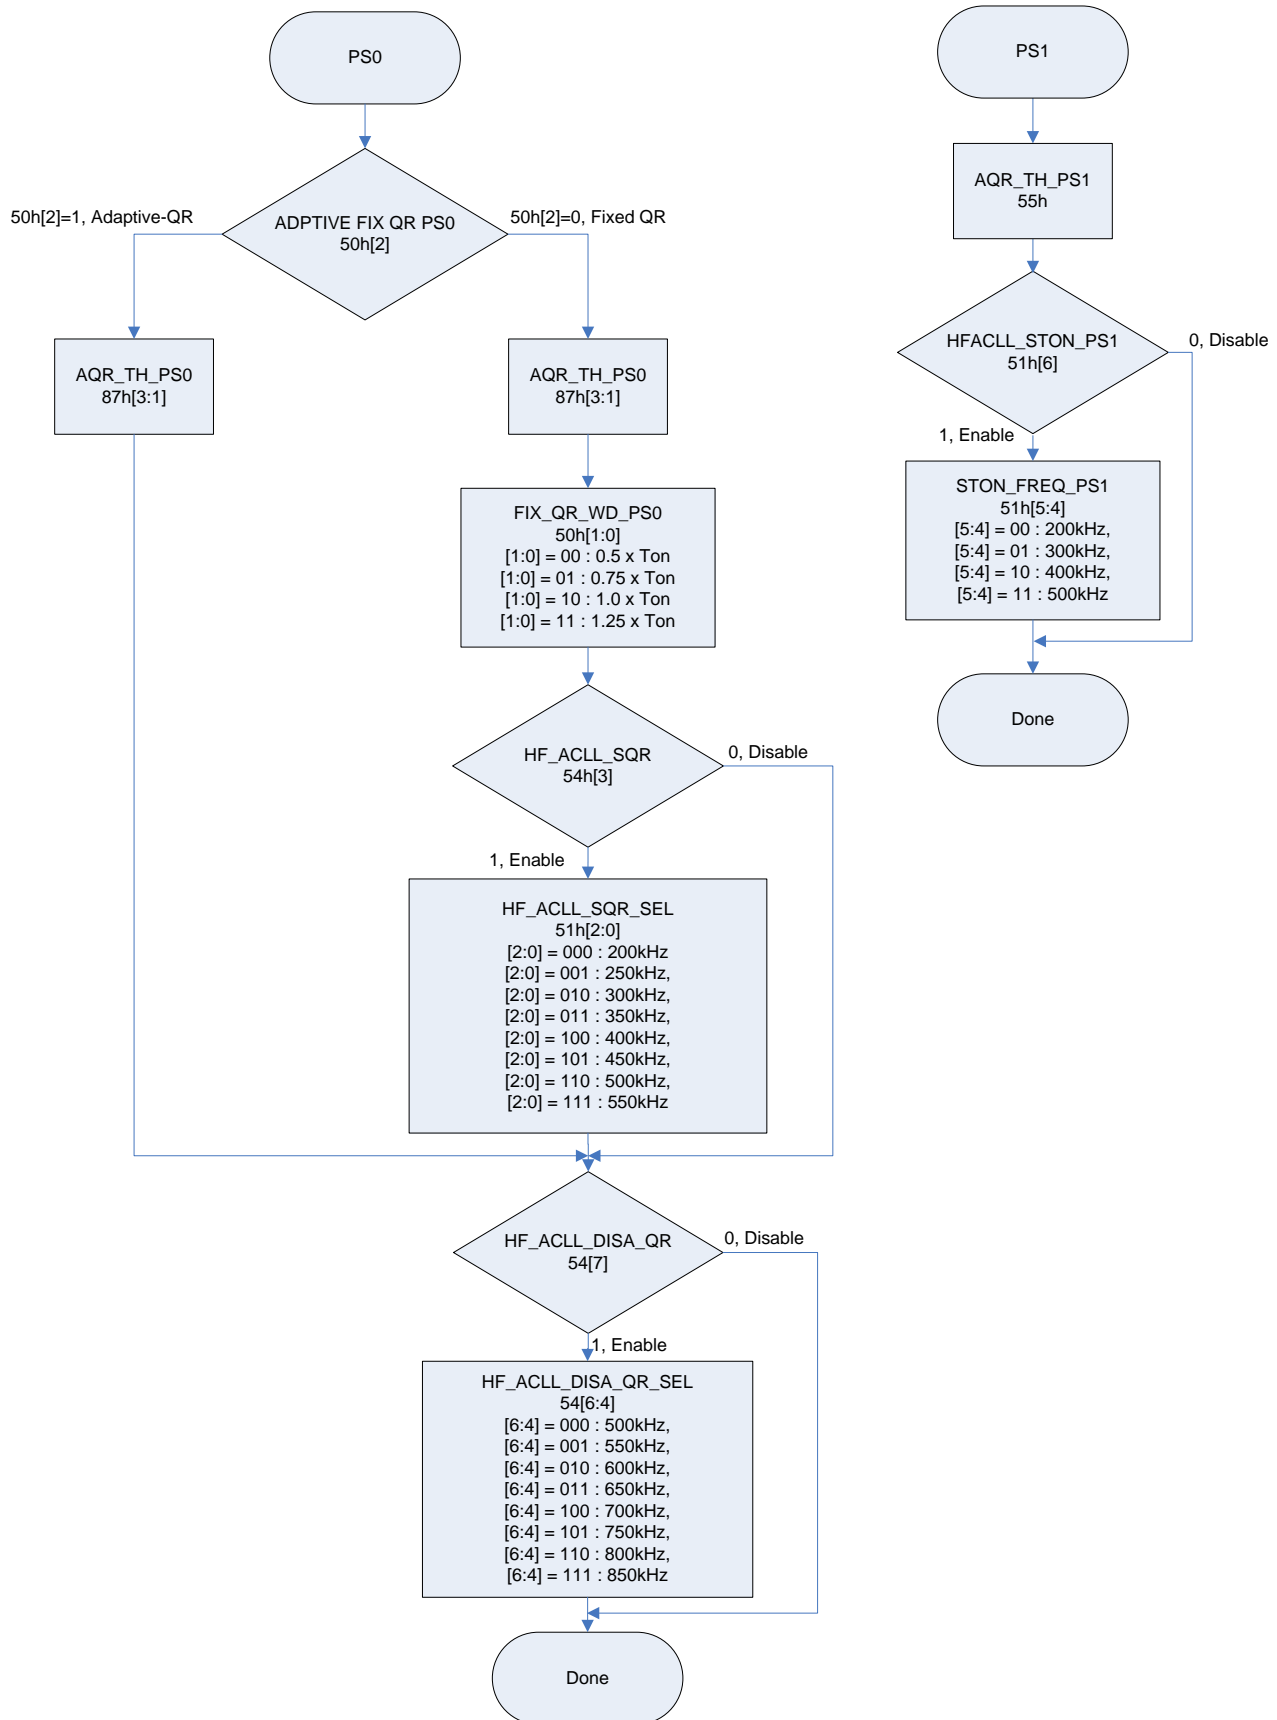 PS0
ADPTIVE FIX QR PS0
50h[2]
50h[2]=1, Adaptive-QR
50h[2]=0, Fixed QR
AQR_TH_PS0
87h[3:1]
AQR_TH_PS0
87h[3:1]
FIX_QR_WD_PS0
50h[1:0]
[1:0] = 00 : 0.5 x Ton
[1:0] = 01 : 0.75 x Ton
[1:0] = 10 : 1.0 x Ton
[1:0] = 11 : 1.25 x Ton
HF_ACLL_SQR
54h[3]
0, Disable
1, Enable
HF_ACLL_SQR_SEL
51h[2:0]
[2:0] = 000 : 200kHz
[2:0] = 001 : 250kHz,
[2:0] = 010 : 300kHz,
[2:0] = 011 : 350kHz,
[2:0] = 100 : 400kHz,
[2:0] = 101 : 450kHz,
[2:0] = 110 : 500kHz,
[2:0] = 111 : 550kHz
HF_ACLL_DISA_QR
54[7]
0, Disable
1, Enable
HF_ACLL_DISA_QR_SEL
54[6:4]
[6:4] = 000 : 500kHz,
[6:4] = 001 : 550kHz,
[6:4] = 010 : 600kHz,
[6:4] = 011 : 650kHz,
[6:4] = 100 : 700kHz,
[6:4] = 101 : 750kHz,
[6:4] = 110 : 800kHz,
[6:4] = 111 : 850kHz
Done
PS1
AQR_TH_PS1
55h
HFACLL_STON_PS1
51h[6]
0, Disable
1, Enable
STON_FREQ_PS1
51h[5:4]
[5:4] = 00 : 200kHz,
[5:4] = 01 : 300kHz,
[5:4] = 10 : 400kHz,
[5:4] = 11 : 500kHz
Done